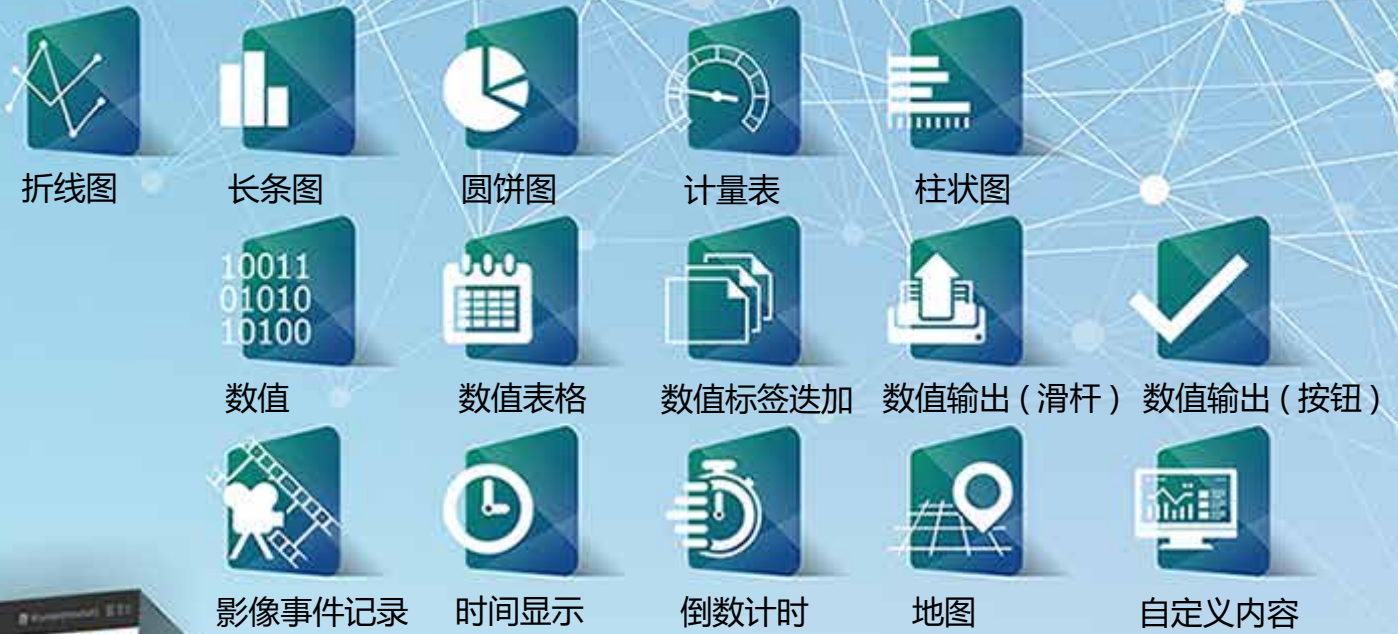 折线图 长条图 圆饼图 计量表 柱状图
10011
01010
10100
数值 数值表格 数值标签迭加 数值输出 ( 滑杆 ) 数值输出 ( 按钮 )
影像事件记录 时间显示 倒数计时 地图 自定义内容